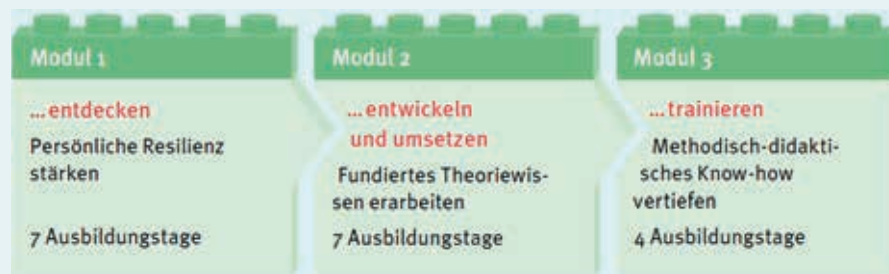 Modul 1
...entdecken
Persönliche Resilienz
stärken
7 Ausbildungstage
Modul 2
...entwickeln
und umsetzen
Fundiertes Theoriewis-
sen erarbeiten
7 Ausbildungstage
Modul 3
...trainieren
Methodisch-didakti-
sches Know-how
vertiefen
4 Ausbildungstage